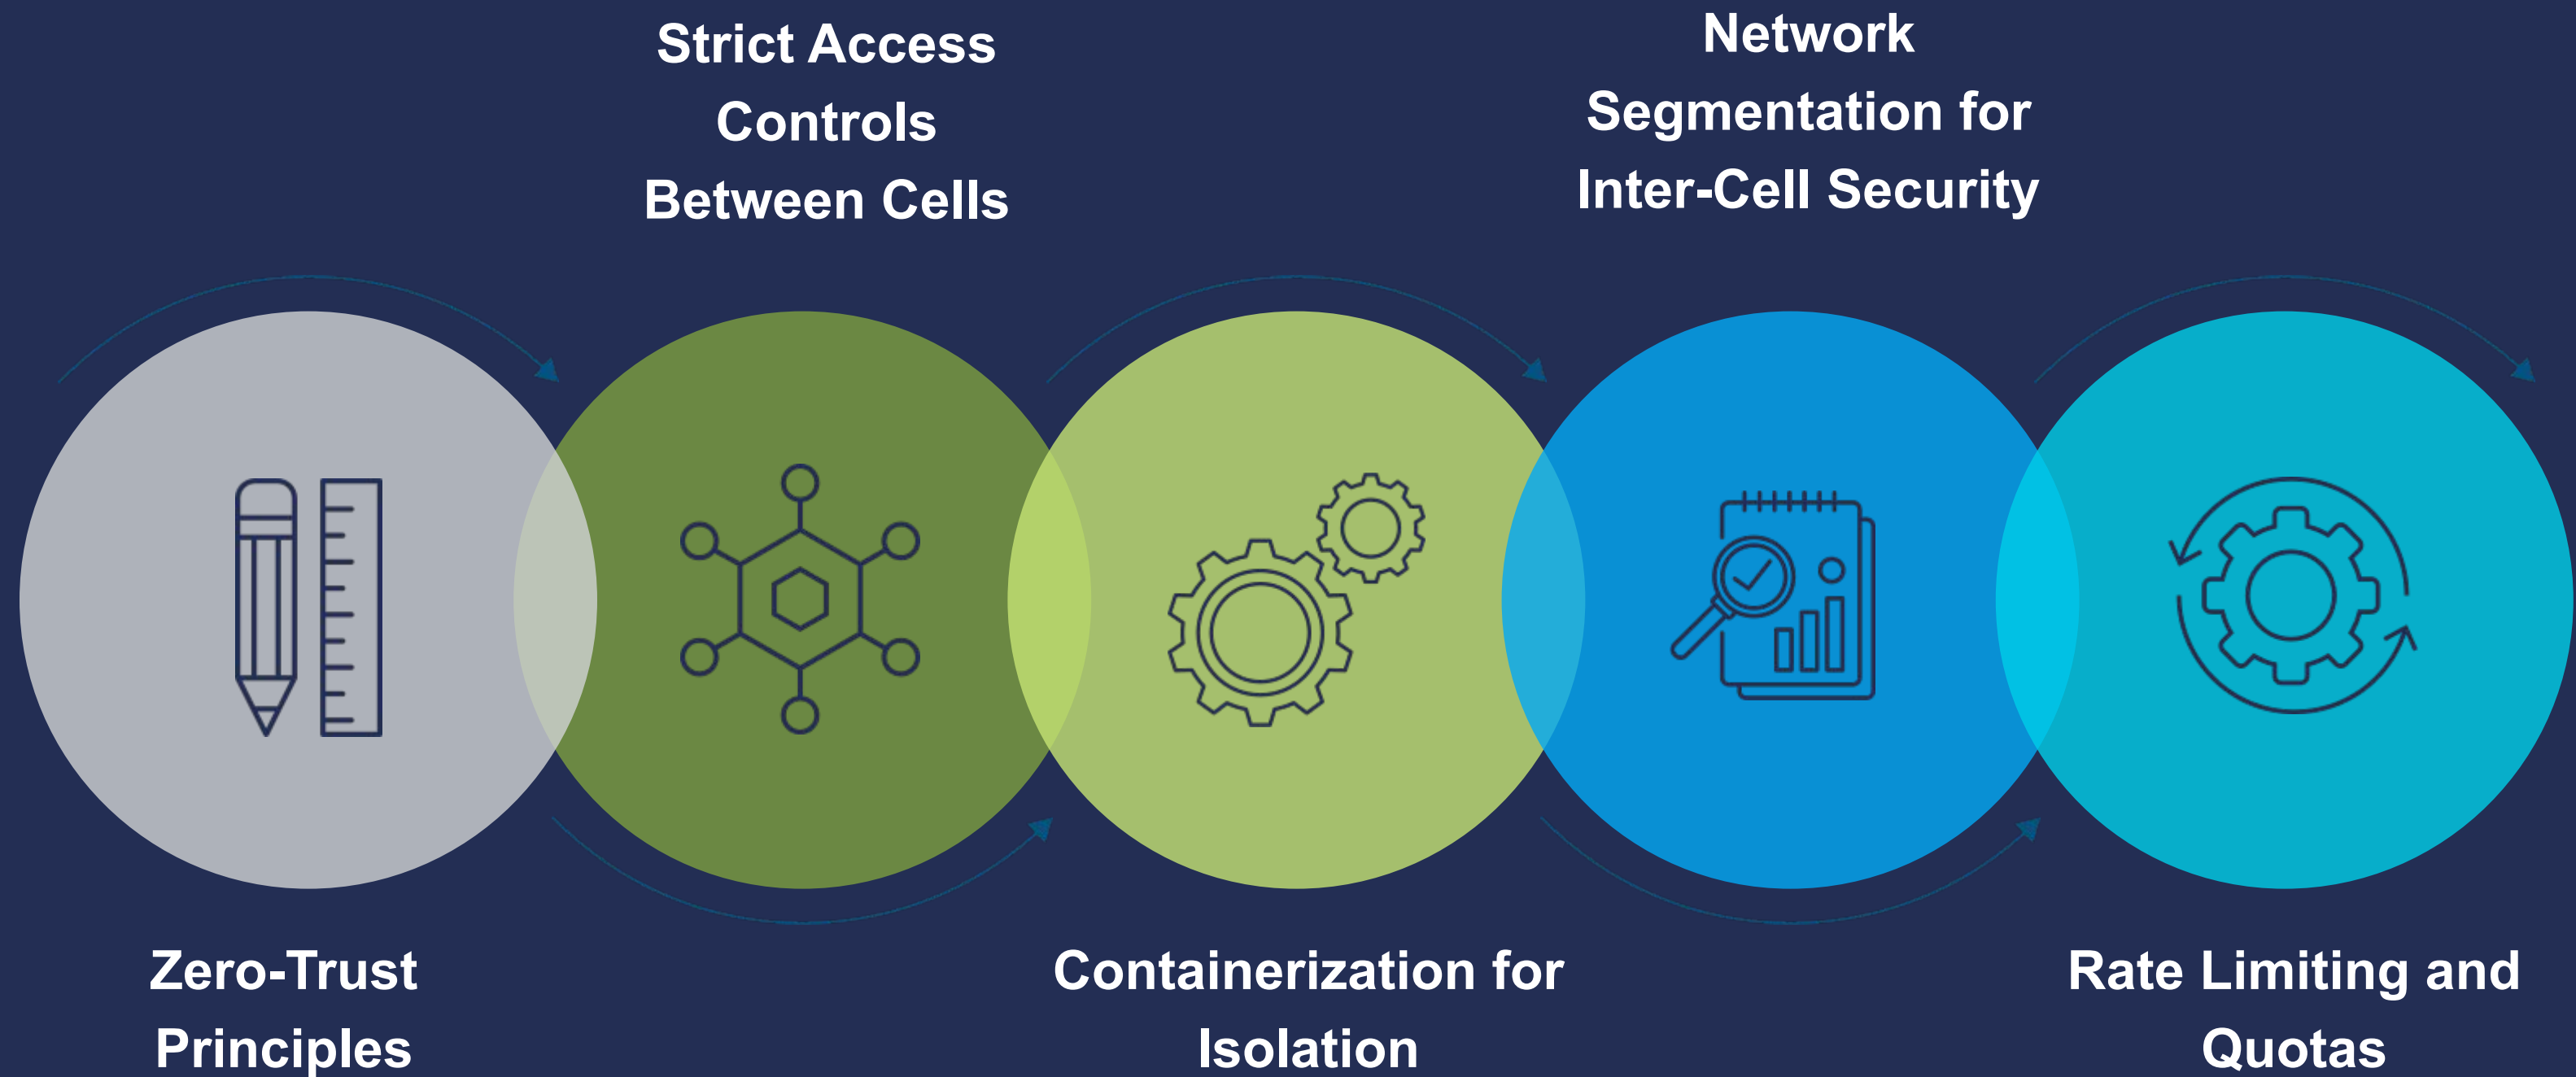 Strict Access
Controls
Between Cells
Network
Segmentation for
Inter-Cell Security
Zero-Trust
Principles
Containerization for
Isolation
Rate Limiting and
Quotas